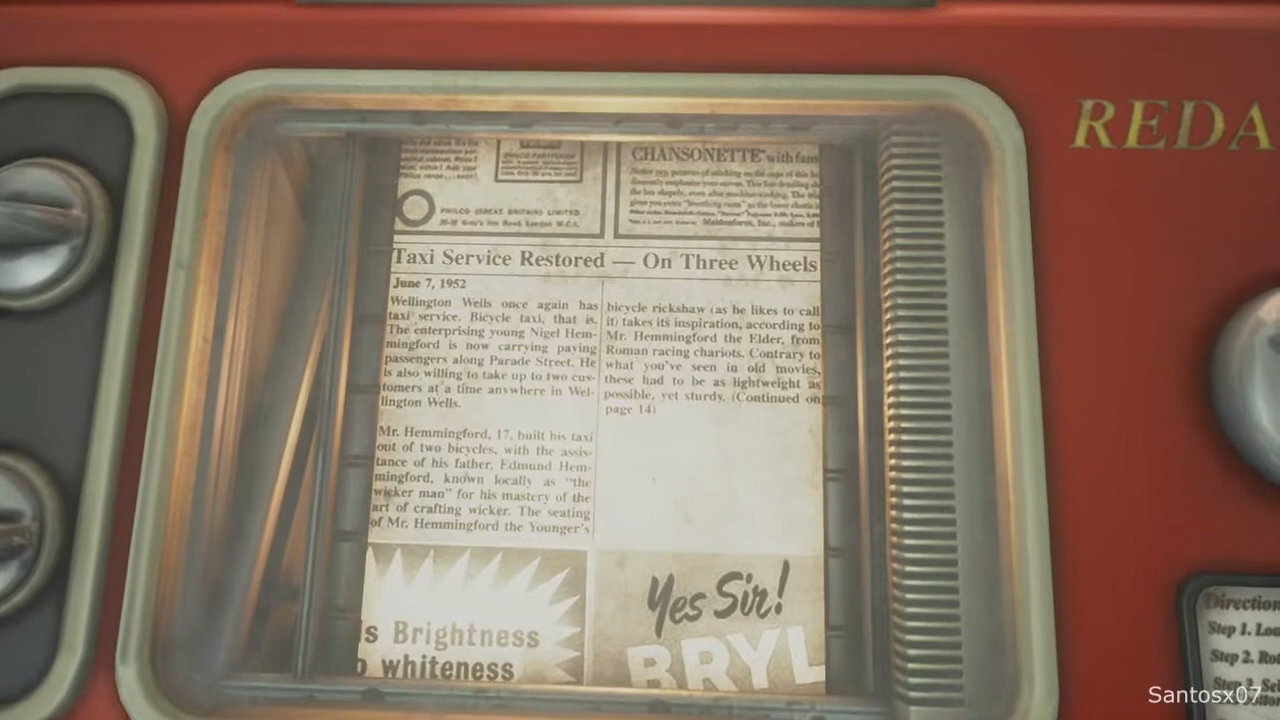 REDA
CHANSONETTE with fam
PHILCO (GREAT BRITAIN) LIMITED
Taxi Service Restored — On Three Wheels
June 7, 1952
Wellington Wells once again has
taxi service. Bicycle taxi, that is.
The enterprising young Nigel Hem-
mingford is now carrying paying
passengers along Parade Street. He
is also willing to take up to two cus-
tomers at a time anywhere in Wel-
lington Wells.
Mr. Hemmingford, 17, built his taxi
out of two bicycles, with the assis-
tance of his father, Edmund Hem-
mingford, known locally as "the
wicker man" for his mastery of the
art of crafting wicker. The seating
of Mr. Hemmingford the Younger's
bicycle rickshaw (as he likes to call
it) takes its inspiration, according to
Mr. Hemmingford the Elder, from
Roman racing chariots. Contrary to
what you've seen in old movies,
these had to be as lightweight as
possible, yet sturdy. (Continued on
page 14)
s Brightness
whiteness
Yes Sir!
BRYL
Direction
Step 1. Loa
Step 2. Rot
Step 3. Sel
Santosx07